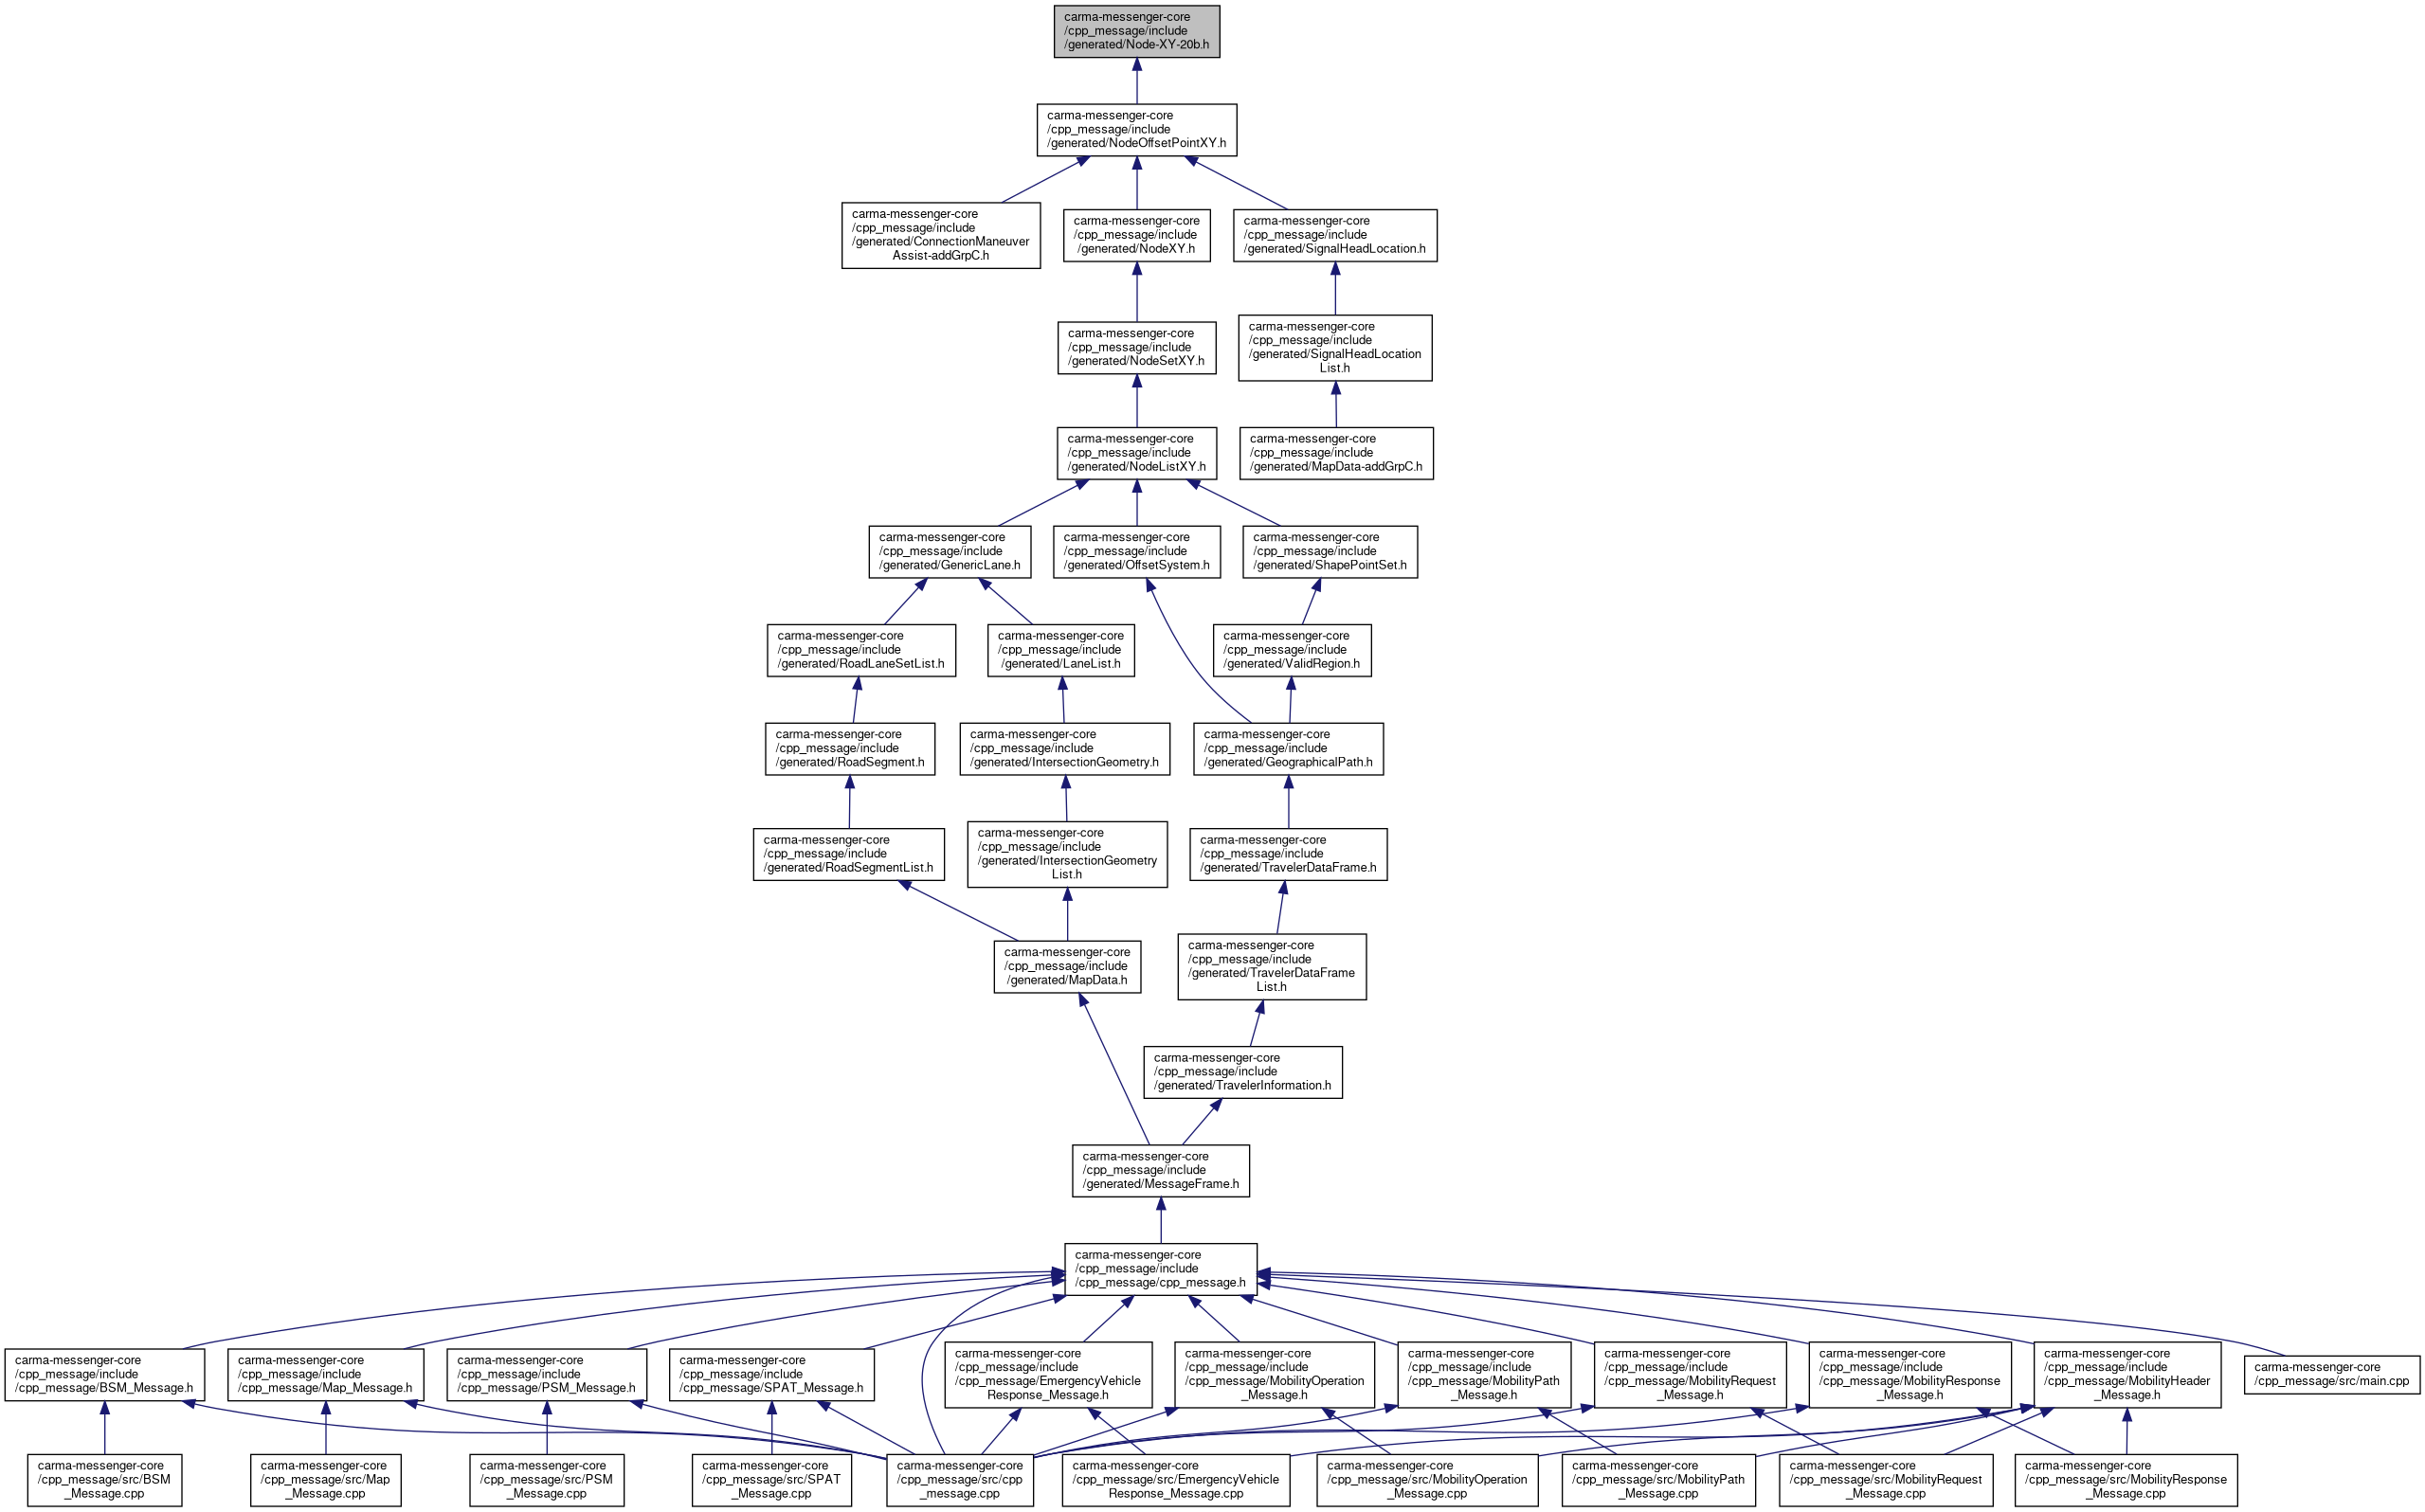 carma-messenger-core
/cpp_message/include
/generated/Node-XY-20b.h
carma-messenger-core
/cpp_message/include
/generated/NodeOffsetPointXY.h
carma-messenger-core
/cpp_message/include
/generated/ConnectionManeuver
Assist-addGrpC.h
carma-messenger-core
/cpp_message/include
/generated/NodeXY.h
carma-messenger-core
/cpp_message/include
/generated/SignalHeadLocation.h
carma-messenger-core
/cpp_message/include
/generated/NodeSetXY.h
carma-messenger-core
/cpp_message/include
/generated/SignalHeadLocation
List.h
carma-messenger-core
/cpp_message/include
/generated/NodeListXY.h
carma-messenger-core
/cpp_message/include
/generated/MapData-addGrpC.h
carma-messenger-core
/cpp_message/include
/generated/GenericLane.h
carma-messenger-core
/cpp_message/include
/generated/OffsetSystem.h
carma-messenger-core
/cpp_message/include
/generated/ShapePointSet.h
carma-messenger-core
/cpp_message/include
/generated/RoadLaneSetList.h
carma-messenger-core
/cpp_message/include
/generated/LaneList.h
carma-messenger-core
/cpp_message/include
/generated/ValidRegion.h
carma-messenger-core
/cpp_message/include
/generated/RoadSegment.h
carma-messenger-core
/cpp_message/include
/generated/IntersectionGeometry.h
carma-messenger-core
/cpp_message/include
/generated/GeographicalPath.h
carma-messenger-core
/cpp_message/include
/generated/RoadSegmentList.h
carma-messenger-core
/cpp_message/include
/generated/IntersectionGeometry
List.h
carma-messenger-core
/cpp_message/include
/generated/TravelerDataFrame.h
carma-messenger-core
/cpp_message/include
/generated/MapData.h
carma-messenger-core
/cpp_message/include
/generated/TravelerDataFrame
List.h
carma-messenger-core
/cpp_message/include
/generated/TravelerInformation.h
carma-messenger-core
/cpp_message/include
/generated/MessageFrame.h
carma-messenger-core
/cpp_message/include
/cpp_message/cpp_message.h
carma-messenger-core
/cpp_message/include
/cpp_message/BSM_Message.h
carma-messenger-core
/cpp_message/include
/cpp_message/Map_Message.h
carma-messenger-core
/cpp_message/include
/cpp_message/PSM_Message.h
carma-messenger-core
/cpp_message/include
/cpp_message/SPAT_Message.h
carma-messenger-core
/cpp_message/include
/cpp_message/EmergencyVehicle
Response_Message.h
carma-messenger-core
/cpp_message/include
/cpp_message/MobilityOperation
_Message.h
carma-messenger-core
/cpp_message/include
/cpp_message/MobilityPath
_Message.h
carma-messenger-core
/cpp_message/include
/cpp_message/MobilityRequest
_Message.h
carma-messenger-core
/cpp_message/include
/cpp_message/MobilityResponse
_Message.h
carma-messenger-core
/cpp_message/include
/cpp_message/MobilityHeader
_Message.h
carma-messenger-core
/cpp_message/src/main.cpp
carma-messenger-core
/cpp_message/src/BSM
_Message.cpp
carma-messenger-core
/cpp_message/src/Map
_Message.cpp
carma-messenger-core
/cpp_message/src/PSM
_Message.cpp
carma-messenger-core
/cpp_message/src/SPAT
_Message.cpp
carma-messenger-core
/cpp_message/src/cpp
_message.cpp
carma-messenger-core
/cpp_message/src/EmergencyVehicle
Response_Message.cpp
carma-messenger-core
/cpp_message/src/MobilityOperation
_Message.cpp
carma-messenger-core
/cpp_message/src/MobilityPath
_Message.cpp
carma-messenger-core
/cpp_message/src/MobilityRequest
_Message.cpp
carma-messenger-core
/cpp_message/src/MobilityResponse
_Message.cpp